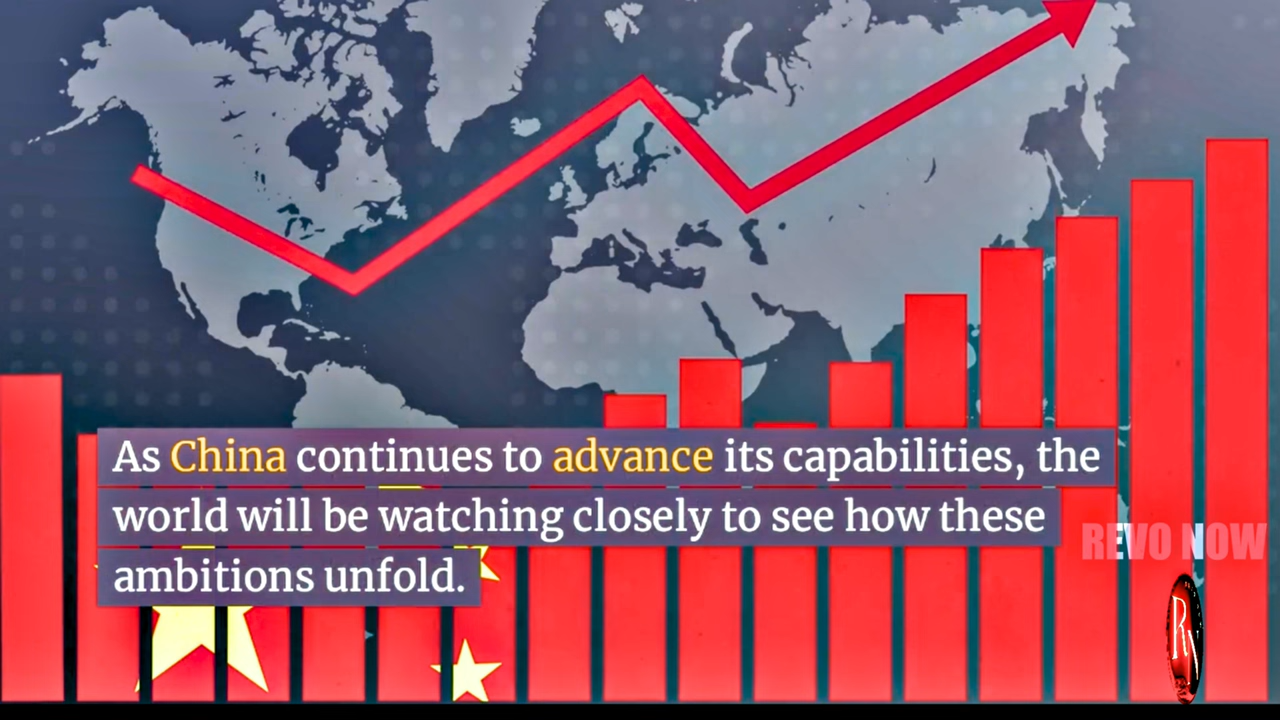 As China continues to advance its capabilities, the
world will be watching closely to see how these
ambitions unfold.
REVO NOW
RN